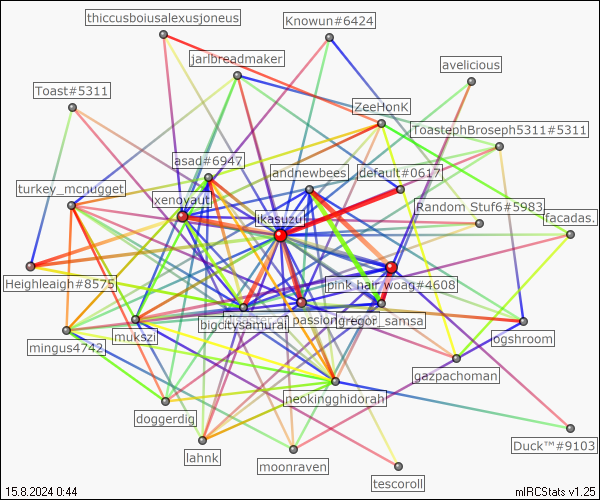 thiccusboiusalexusjoneus
Knowun#6424
jarlbreadmaker
avelicious
Toast#5311
ZeeHonK
ToastephBroseph5311#5311
asad#6947
andnewbees
default#0617
turkey_mcnugget
xenoyaut
ikasuzu
Random Stuf6#5983
facadas.
Heighleaigh#8575
pink hair woag#4608
bigcitysamurai
passion
gregor_samsa
mukszi
ogshroom
mingus4742
gazpachoman
neokingghidorah
doggerdig
lahnk
Duck™#9103
moonraven
tescoroll
15.8.2024 0:44
mIRCStats v1.25